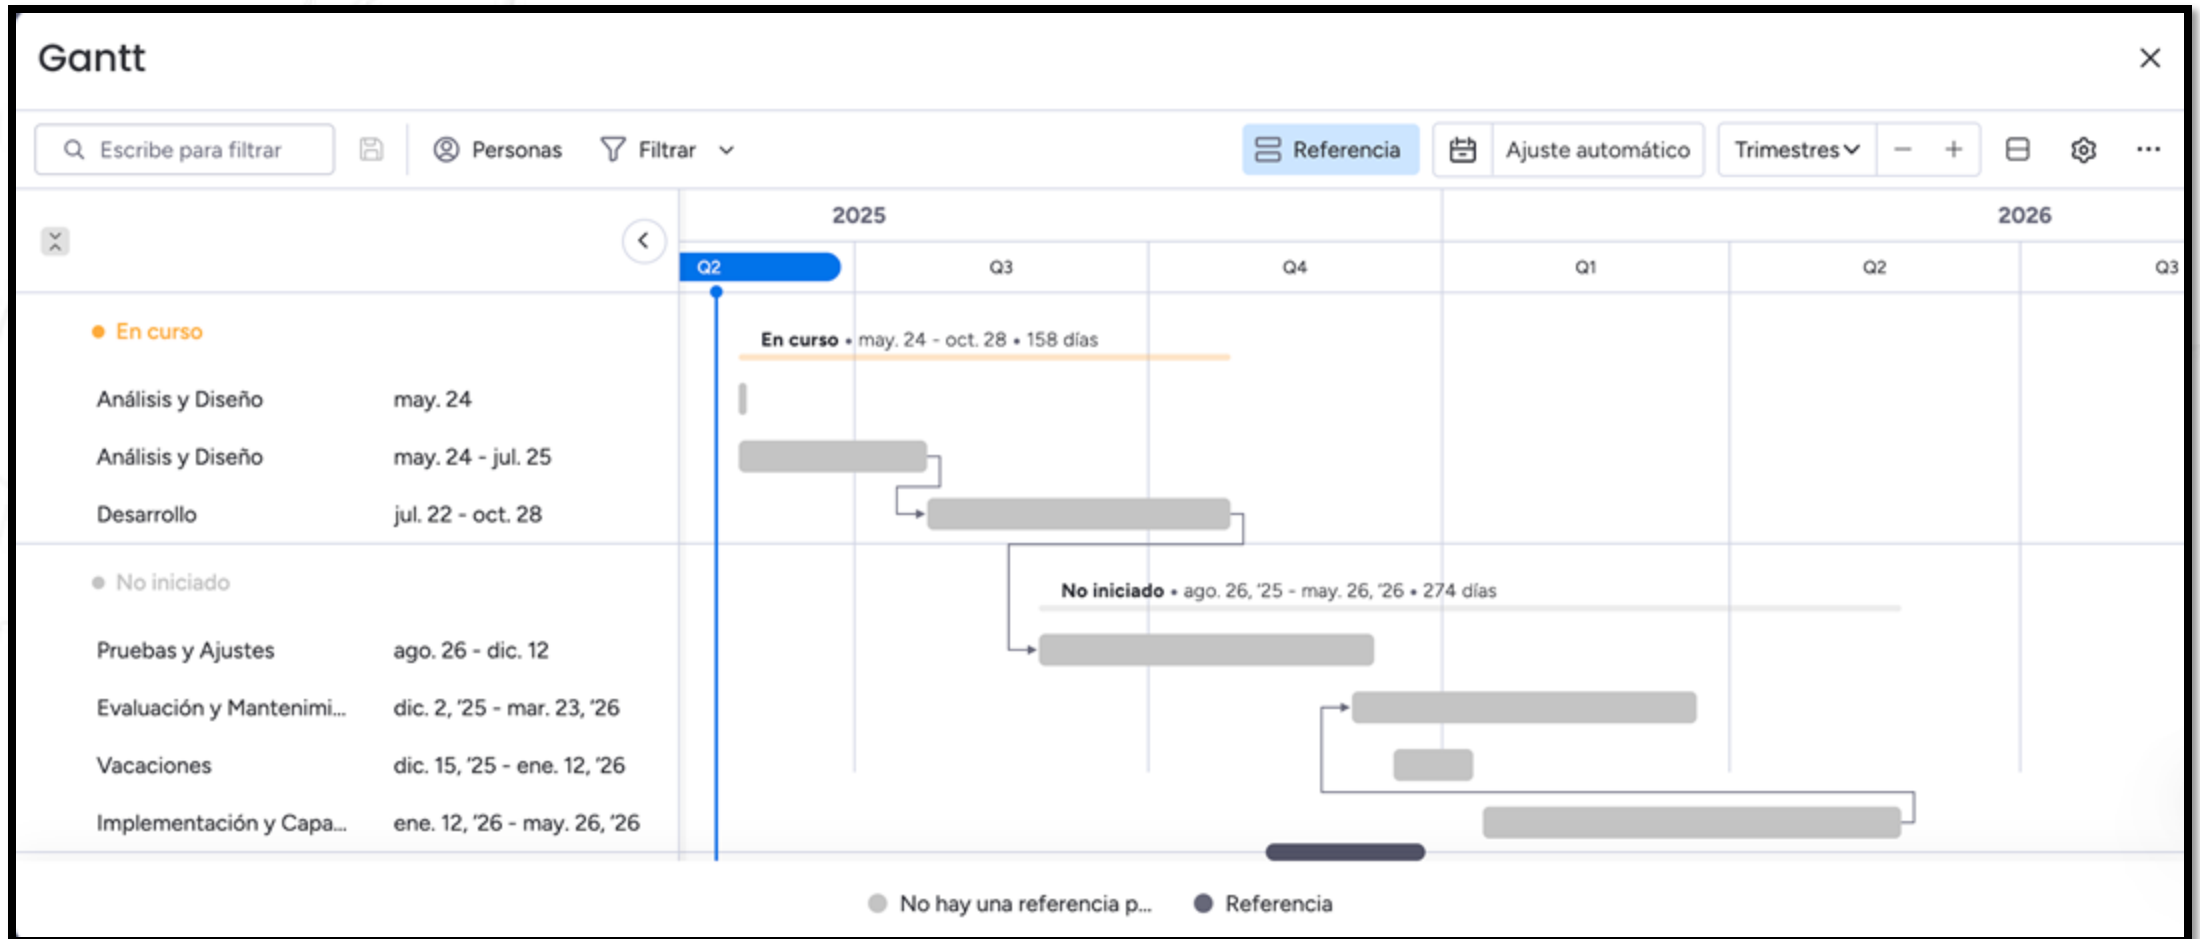 Gantt
Escribe para filtrar
Personas
Filtrar
Referencia
Ajuste automático
Trimestres
2025
2026
Q2
Q3
Q4
Q1
Q2
Q3
En curso
En curso • may. 24 - oct. 28 • 158 días
Análisis y Diseño may. 24
Análisis y Diseño may. 24 - jul. 25
Desarrollo jul. 22 - oct. 28
No iniciado
No iniciado • ago. 26, '25 - may. 26, '26 • 274 días
Pruebas y Ajustes ago. 26 - dic. 12
Evaluación y Mantenimi... dic. 2, '25 - mar. 23, '26
Vacaciones dic. 15, '25 - ene. 12, '26
Implementación y Capa... ene. 12, '26 - may. 26, '26
No hay una referencia p...
Referencia